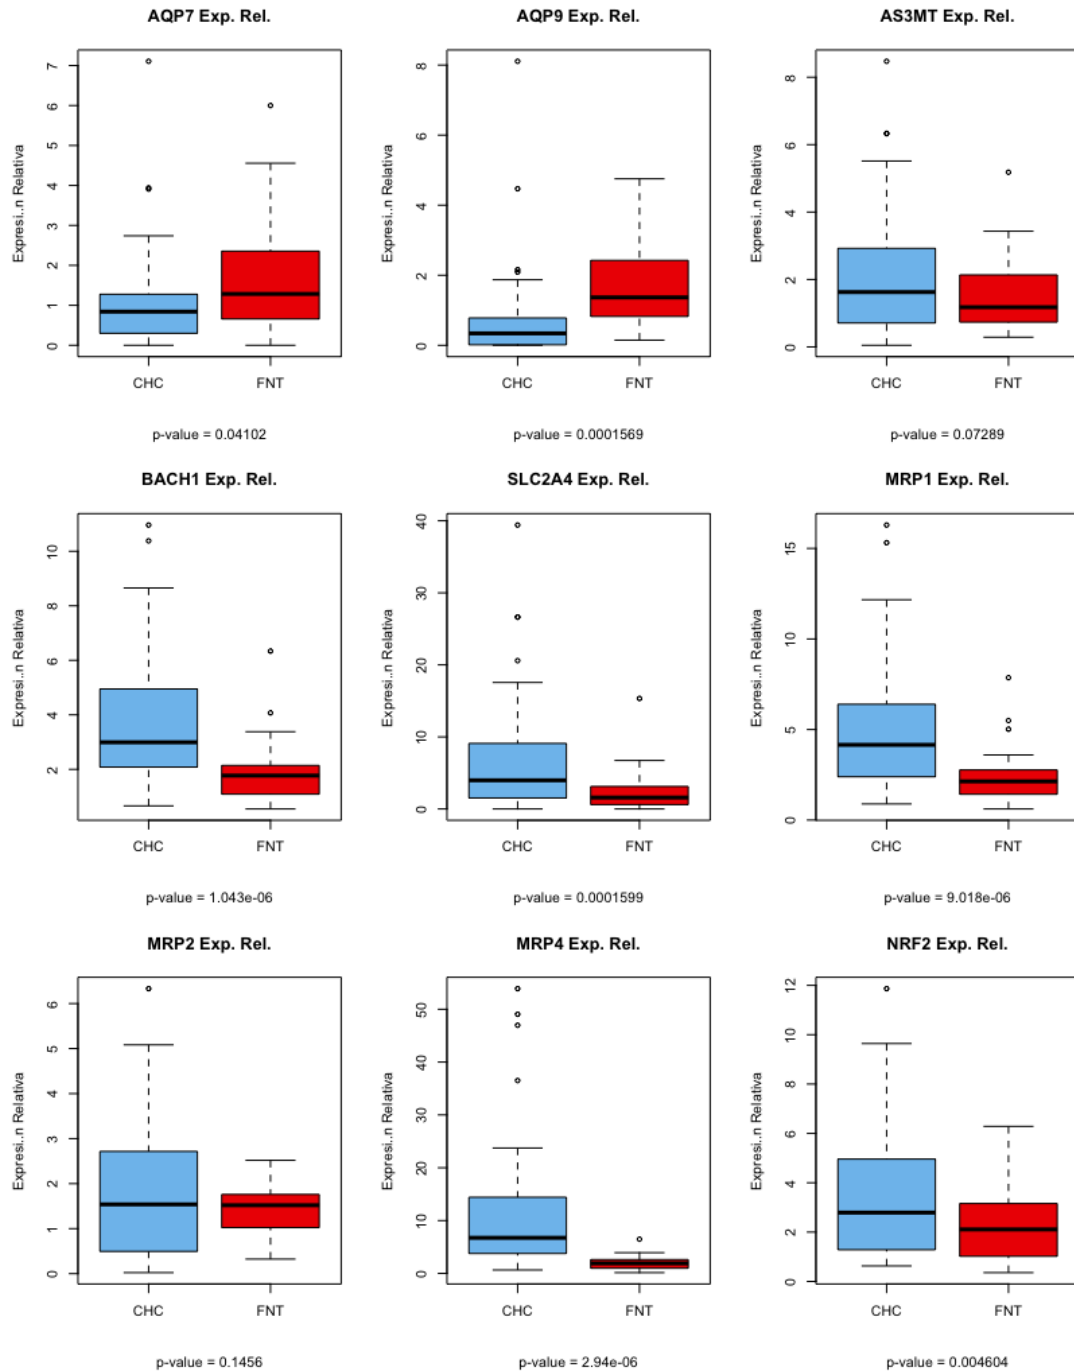 AQP7 Exp. Rel.
Expresi..n Relativa
7
6
5
4
3
2
1
0
CHC
FNT
p-value = 0.04102
AQP9 Exp. Rel.
Expresi..n Relativa
8
6
4
2
0
CHC
FNT
p-value = 0.0001569
AS3MT Exp. Rel.
Expresi..n Relativa
8
6
4
2
0
CHC
FNT
p-value = 0.07289
BACH1 Exp. Rel.
Expresi..n Relativa
10
8
6
4
2
CHC
FNT
p-value = 1.043e-06
SLC2A4 Exp. Rel.
Expresi..n Relativa
40
30
20
10
0
CHC
FNT
p-value = 0.0001599
MRP1 Exp. Rel.
Expresi..n Relativa
15
10
5
0
CHC
FNT
p-value = 9.018e-06
MRP2 Exp. Rel.
Expresi..n Relativa
6
5
4
3
2
1
0
CHC
FNT
p-value = 0.1456
MRP4 Exp. Rel.
Expresi..n Relativa
50
40
30
20
10
0
CHC
FNT
p-value = 2.94e-06
NRF2 Exp. Rel.
Expresi..n Relativa
12
10
8
6
4
2
0
CHC
FNT
p-value = 0.004604